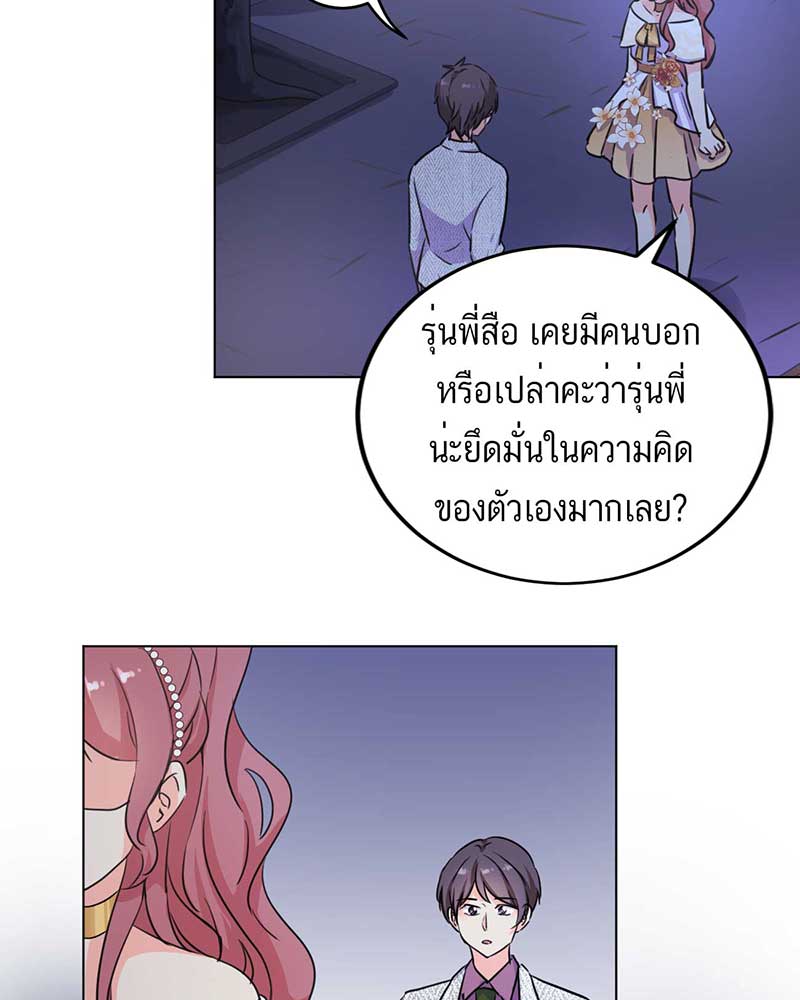 รุ่นพี่สือ เคยมีคนบอก
หรือเปล่าคะว่ารุ่นพี่
น่ะยึดมั่นในความคิด
ของตัวเองมากเลย?